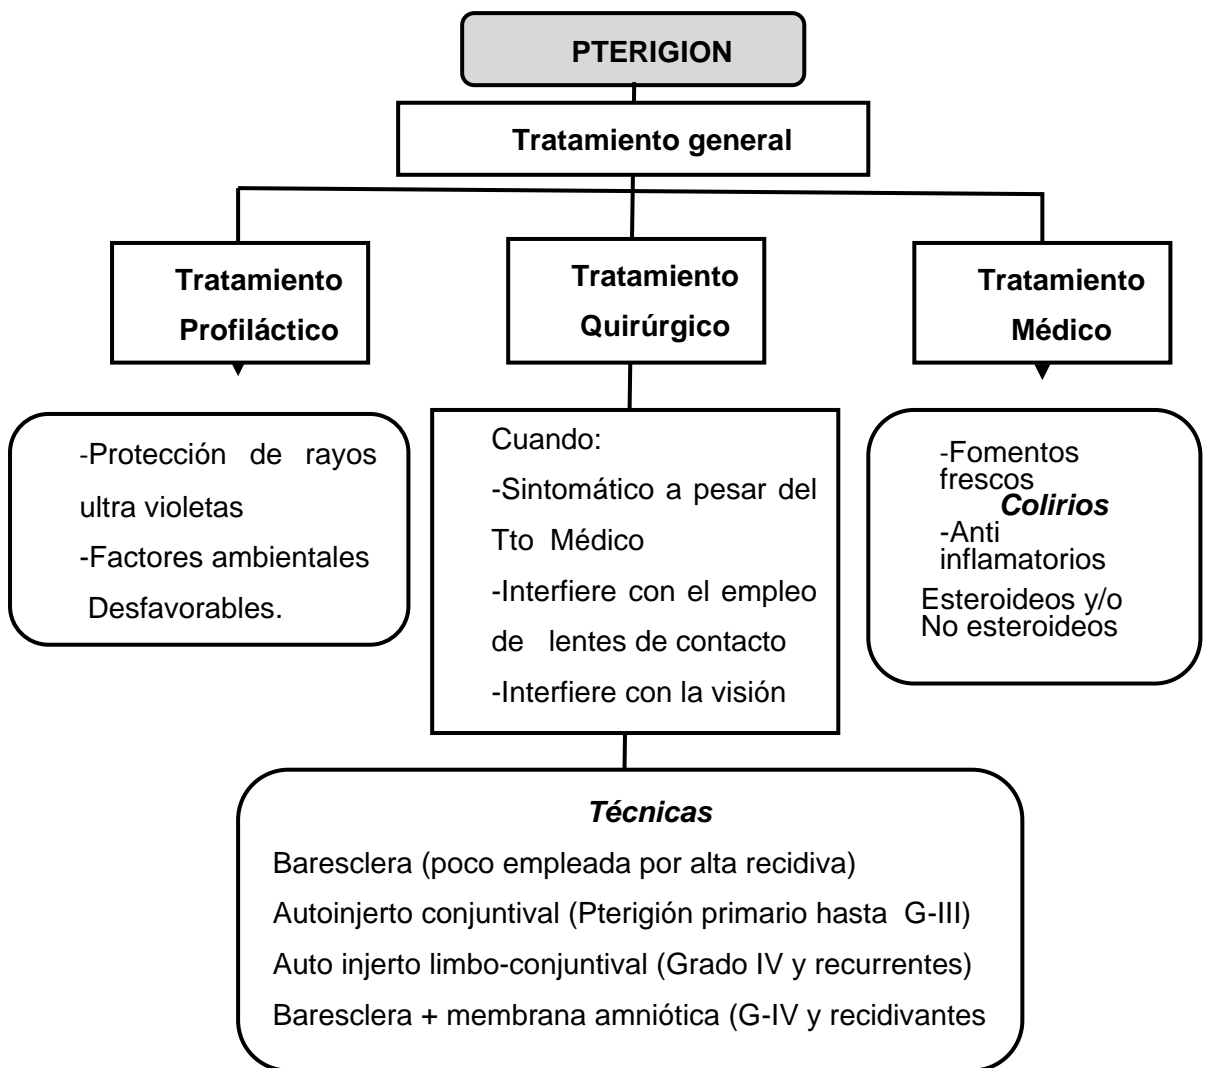 PTERIGION
Tratamiento general
Tratamiento
Profiláctico
Tratamiento
Quirúrgico
Tratamiento
Médico
-Protección de rayos
ultra violetas
-Factores ambientales
Desfavorables.
Cuando:
-Sintomático a pesar del
Tto Médico
-Interfiere con el empleo
de lentes de contacto
-Interfiere con la visión
-Fomentos
frescos
Colirios
-Anti
inflamatorios
Esteroideos y/o
No esteroideos
Técnicas
Baresclera (poco empleada por alta recidiva)
Autoinjerto conjuntival (Pterigión primario hasta G-III)
Auto injerto limbo-conjuntival (Grado IV y recurrentes)
Baresclera + membrana amniótica (G-IV y recidivantes